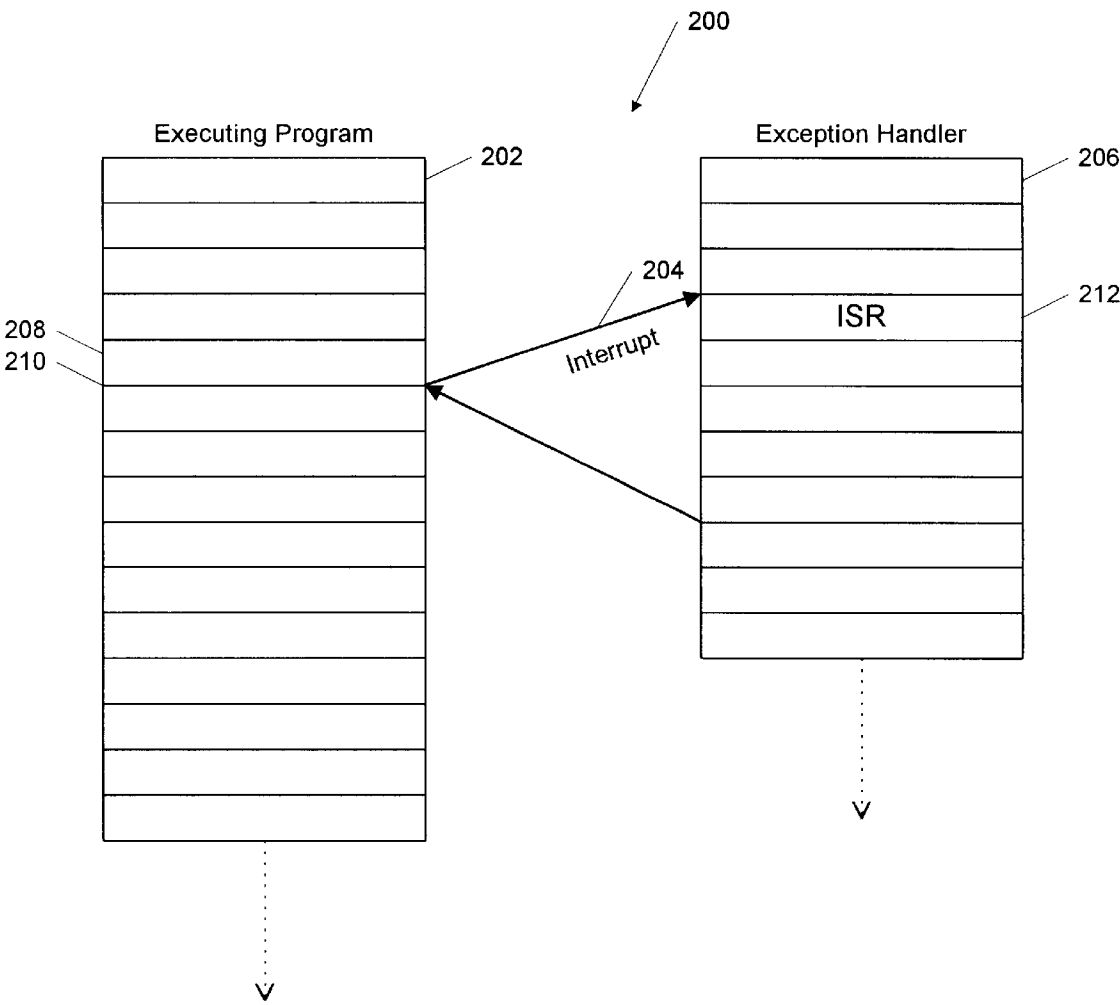 200
Executing Program
Exception Handler
202
206
204
212
ISR
Interrupt
208
210